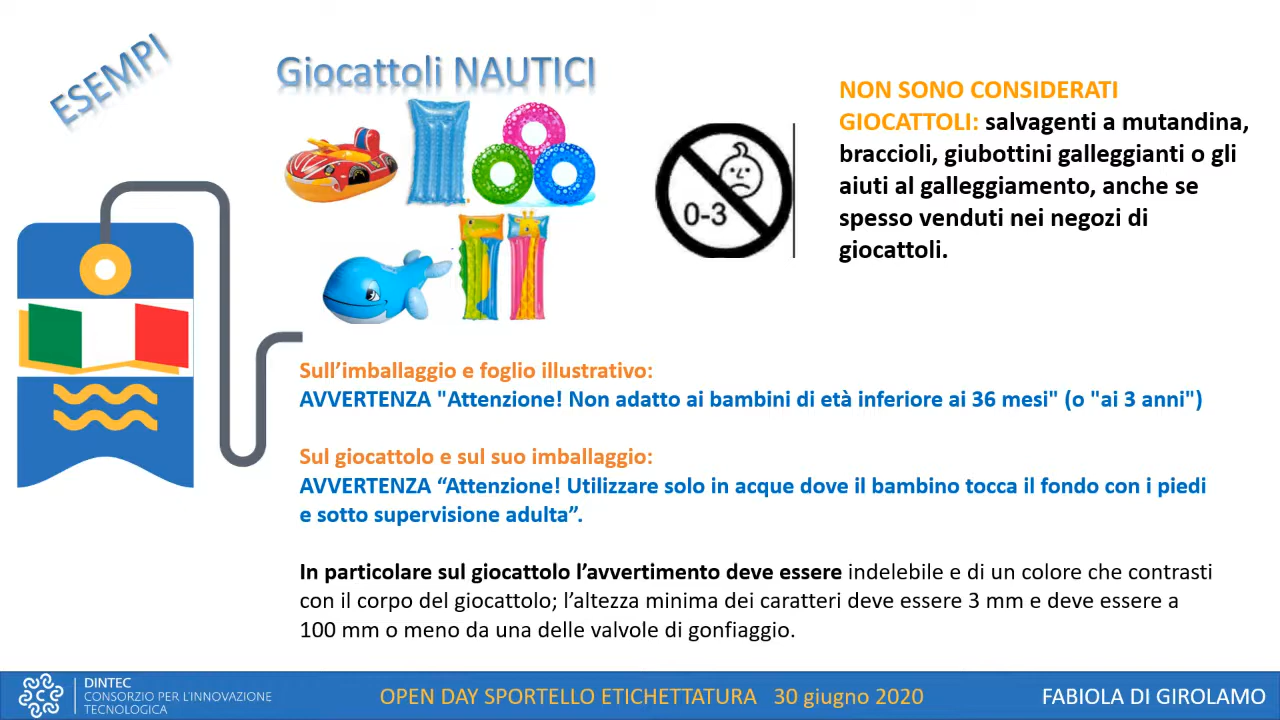 ESEMPI
Giocattoli NAUTICI
0-3
NON SONO CONSIDERATI
GIOCATTOLI: salvagenti a mutandina,
braccioli, giubottini galleggianti o gli
aiuti al galleggiamento, anche se
spesso venduti nei negozi di
giocattoli.
Sull’imballaggio e foglio illustrativo:
AVVERTENZA "Attenzione! Non adatto ai bambini di età inferiore ai 36 mesi" (o "ai 3 anni")
Sul giocattolo e sul suo imballaggio:
AVVERTENZA “Attenzione! Utilizzare solo in acque dove il bambino tocca il fondo con i piedi
e sotto supervisione adulta”.
In particolare sul giocattolo l’avvertimento deve essere indelebile e di un colore che contrasti
con il corpo del giocattolo; l’altezza minima dei caratteri deve essere 3 mm e deve essere a
100 mm o meno da una delle valvole di gonfiaggio.
DINTEC
CONSORZIO PER L'INNOVAZIONE
TECNOLOGICA
OPEN DAY SPORTELLO ETICHETTATURA 30 giugno 2020
FABIOLA DI GIROLAMO